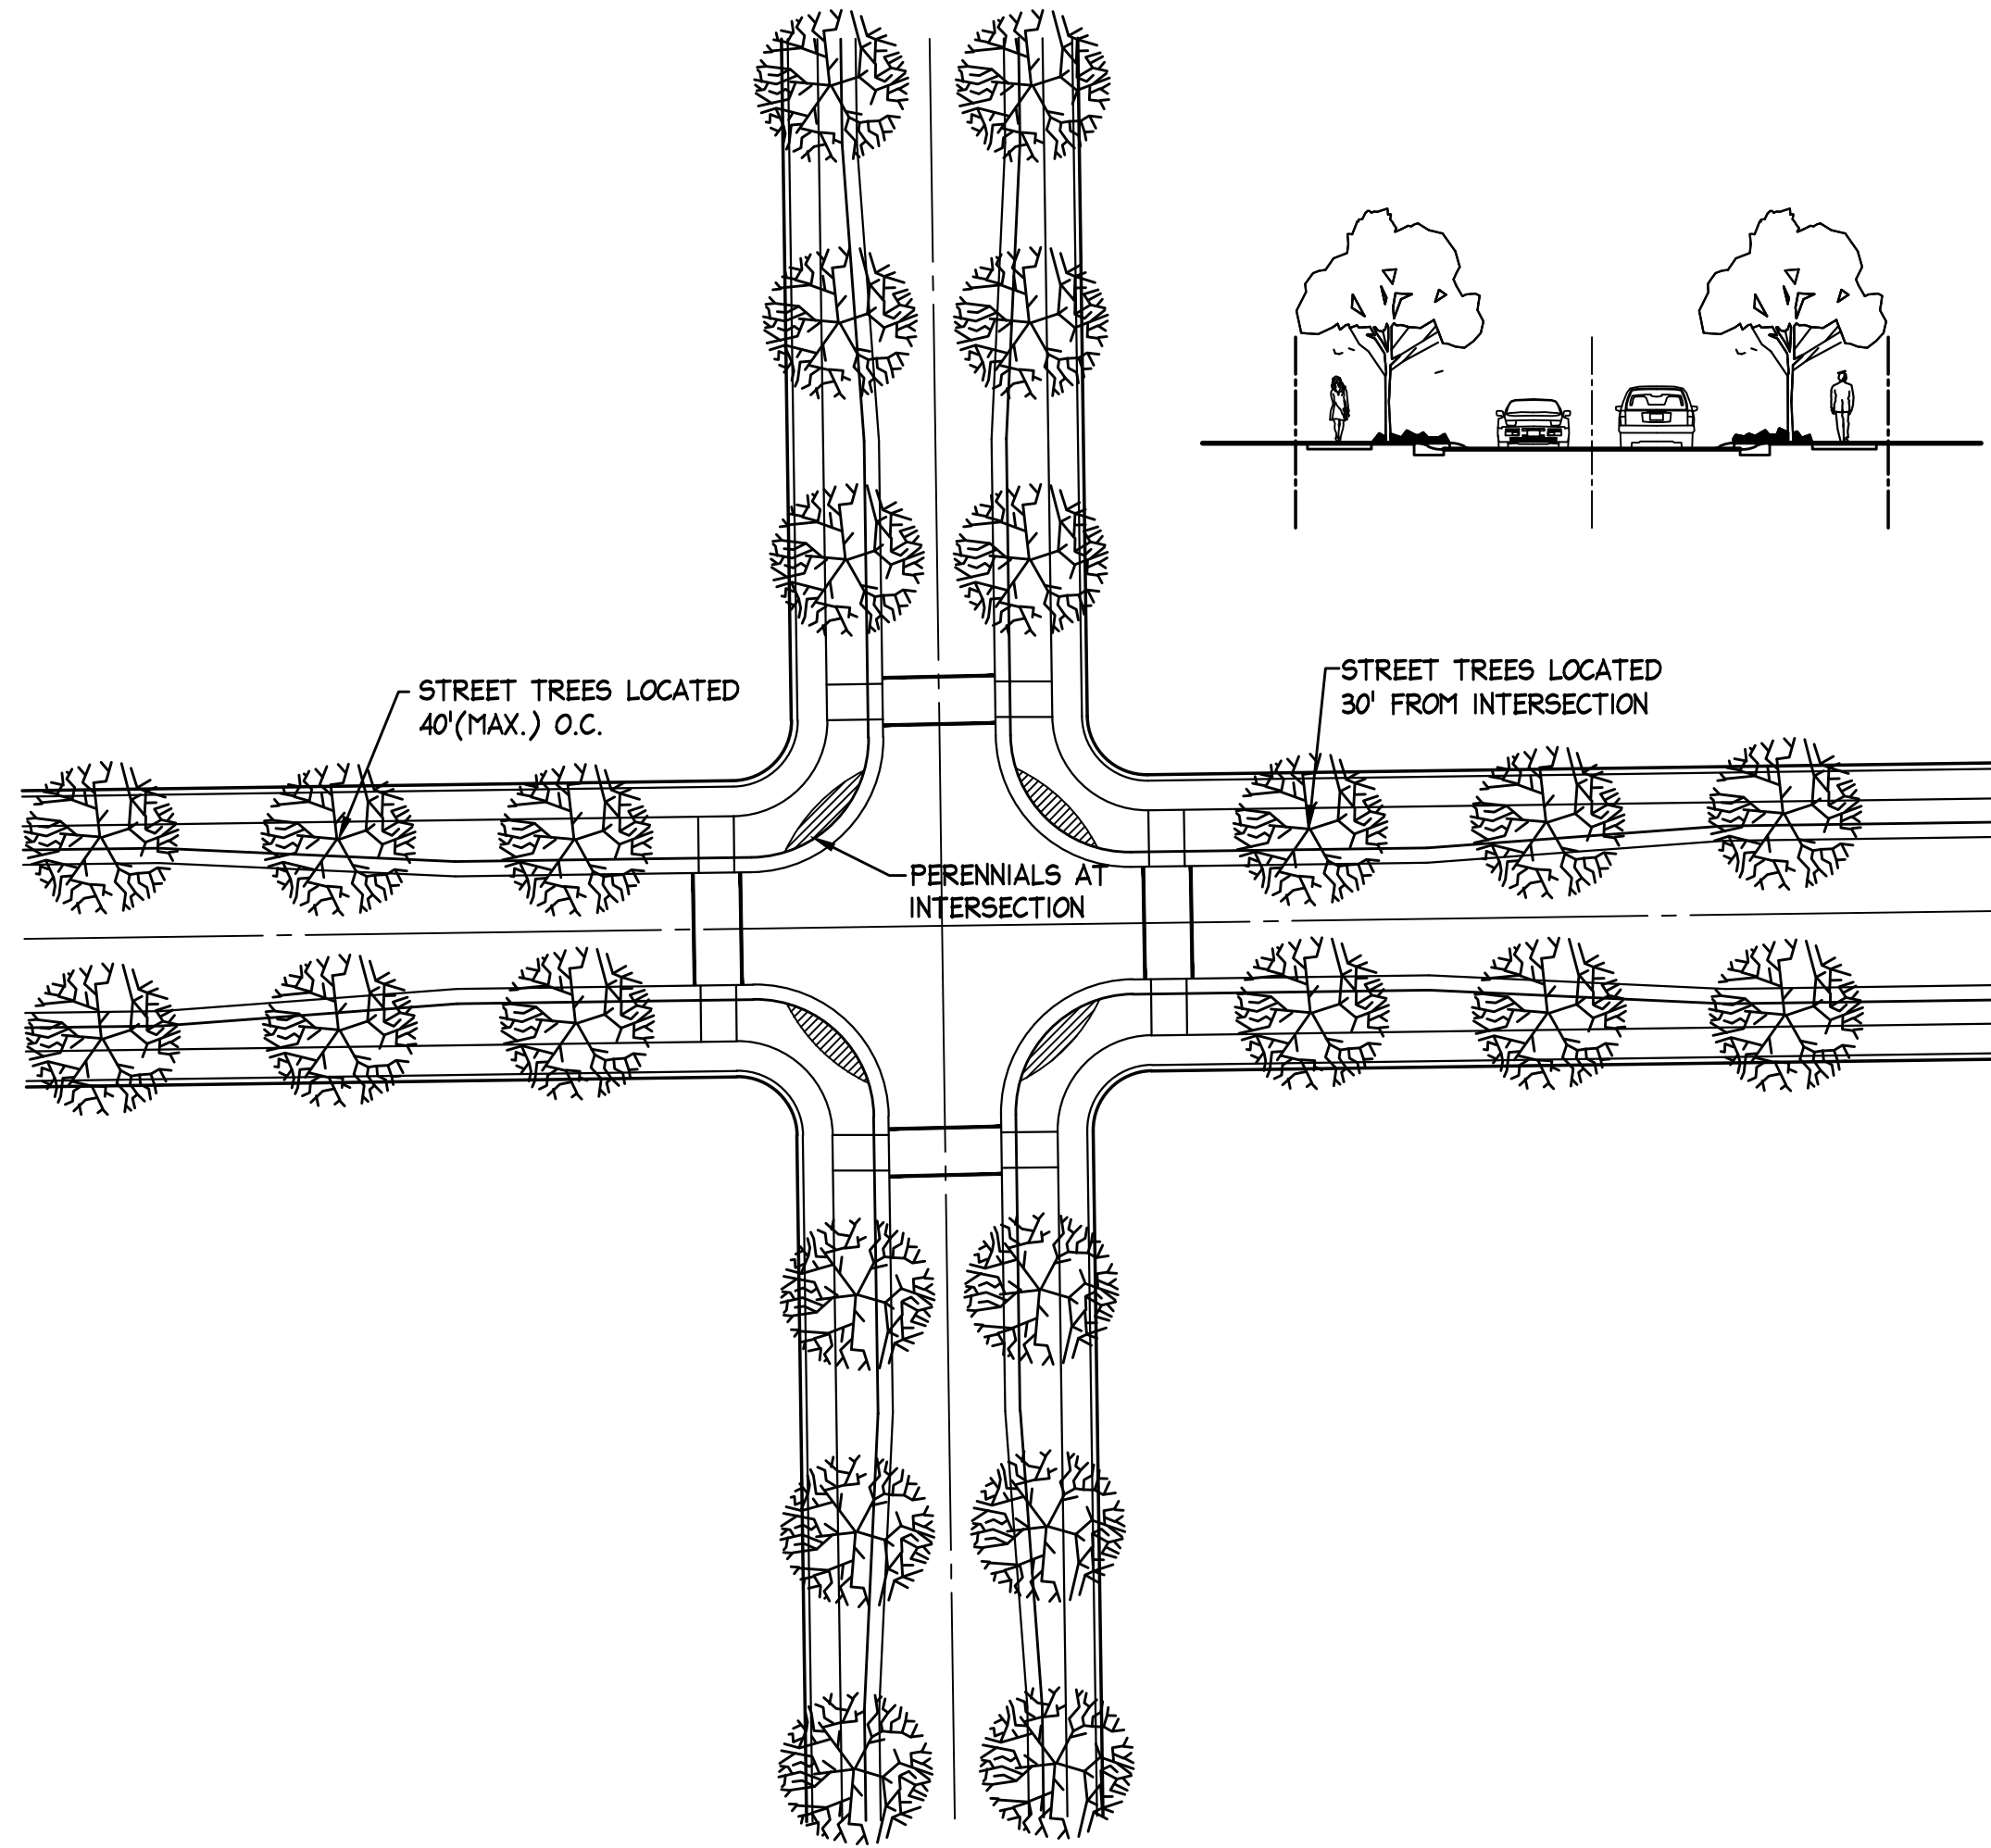 STREET TREES LOCATED
40'(MAX.) O.C.
STREET TREES LOCATED
30' FROM INTERSECTION
PERENNIALS AT
INTERSECTION